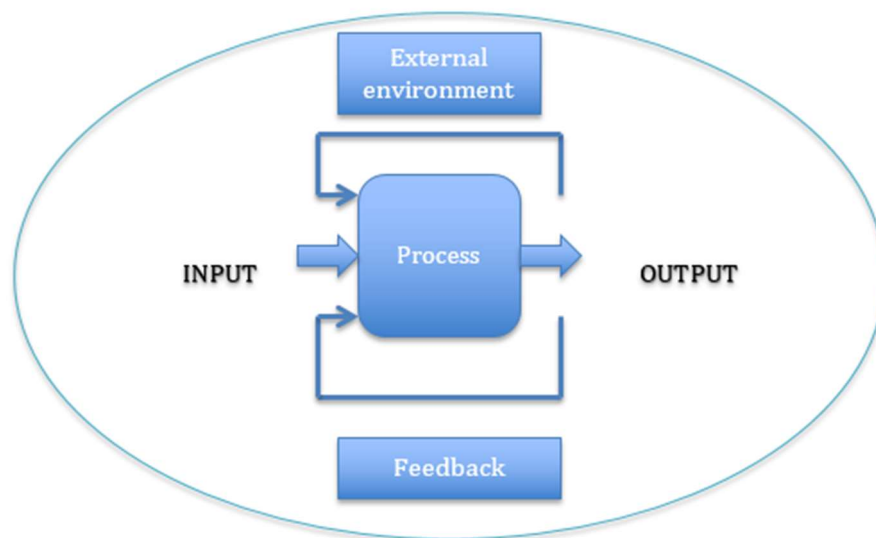 External
environment
INPUT
Process
OUTPUT
Feedback